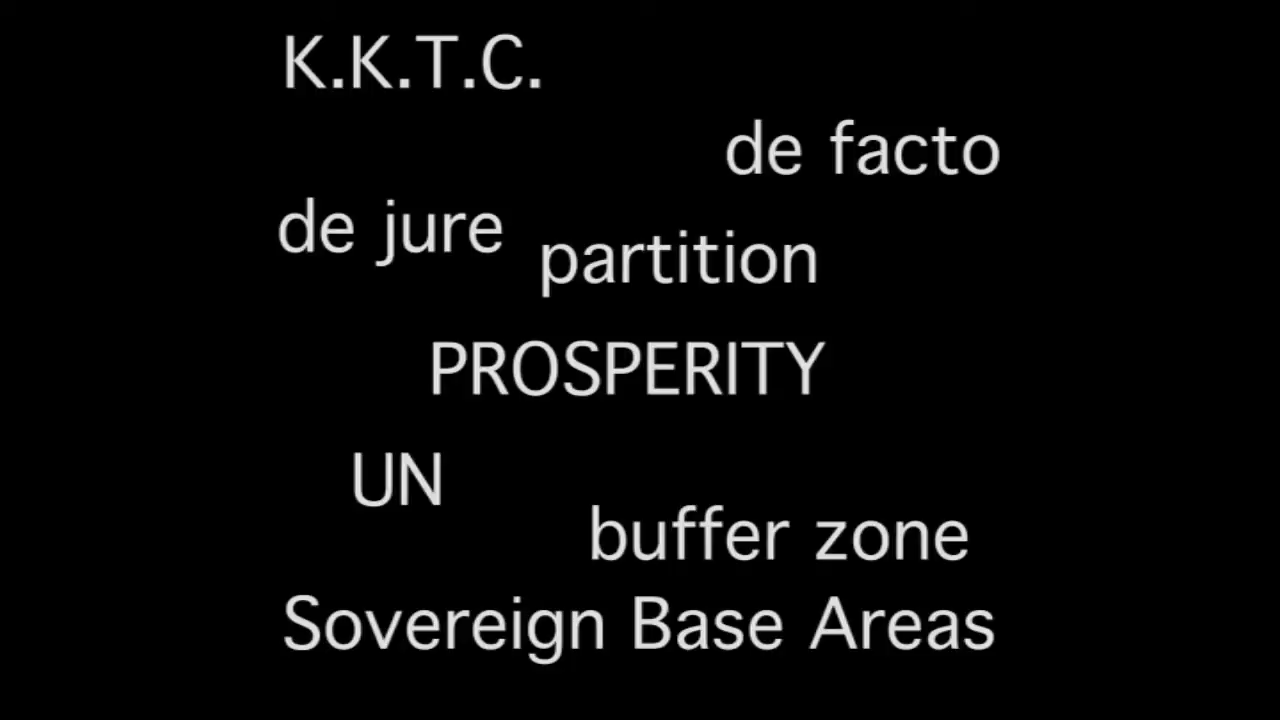 K.K.T.C.
de facto
de jure
partition
PROSPERITY
UN
buffer zone
Sovereign Base Areas